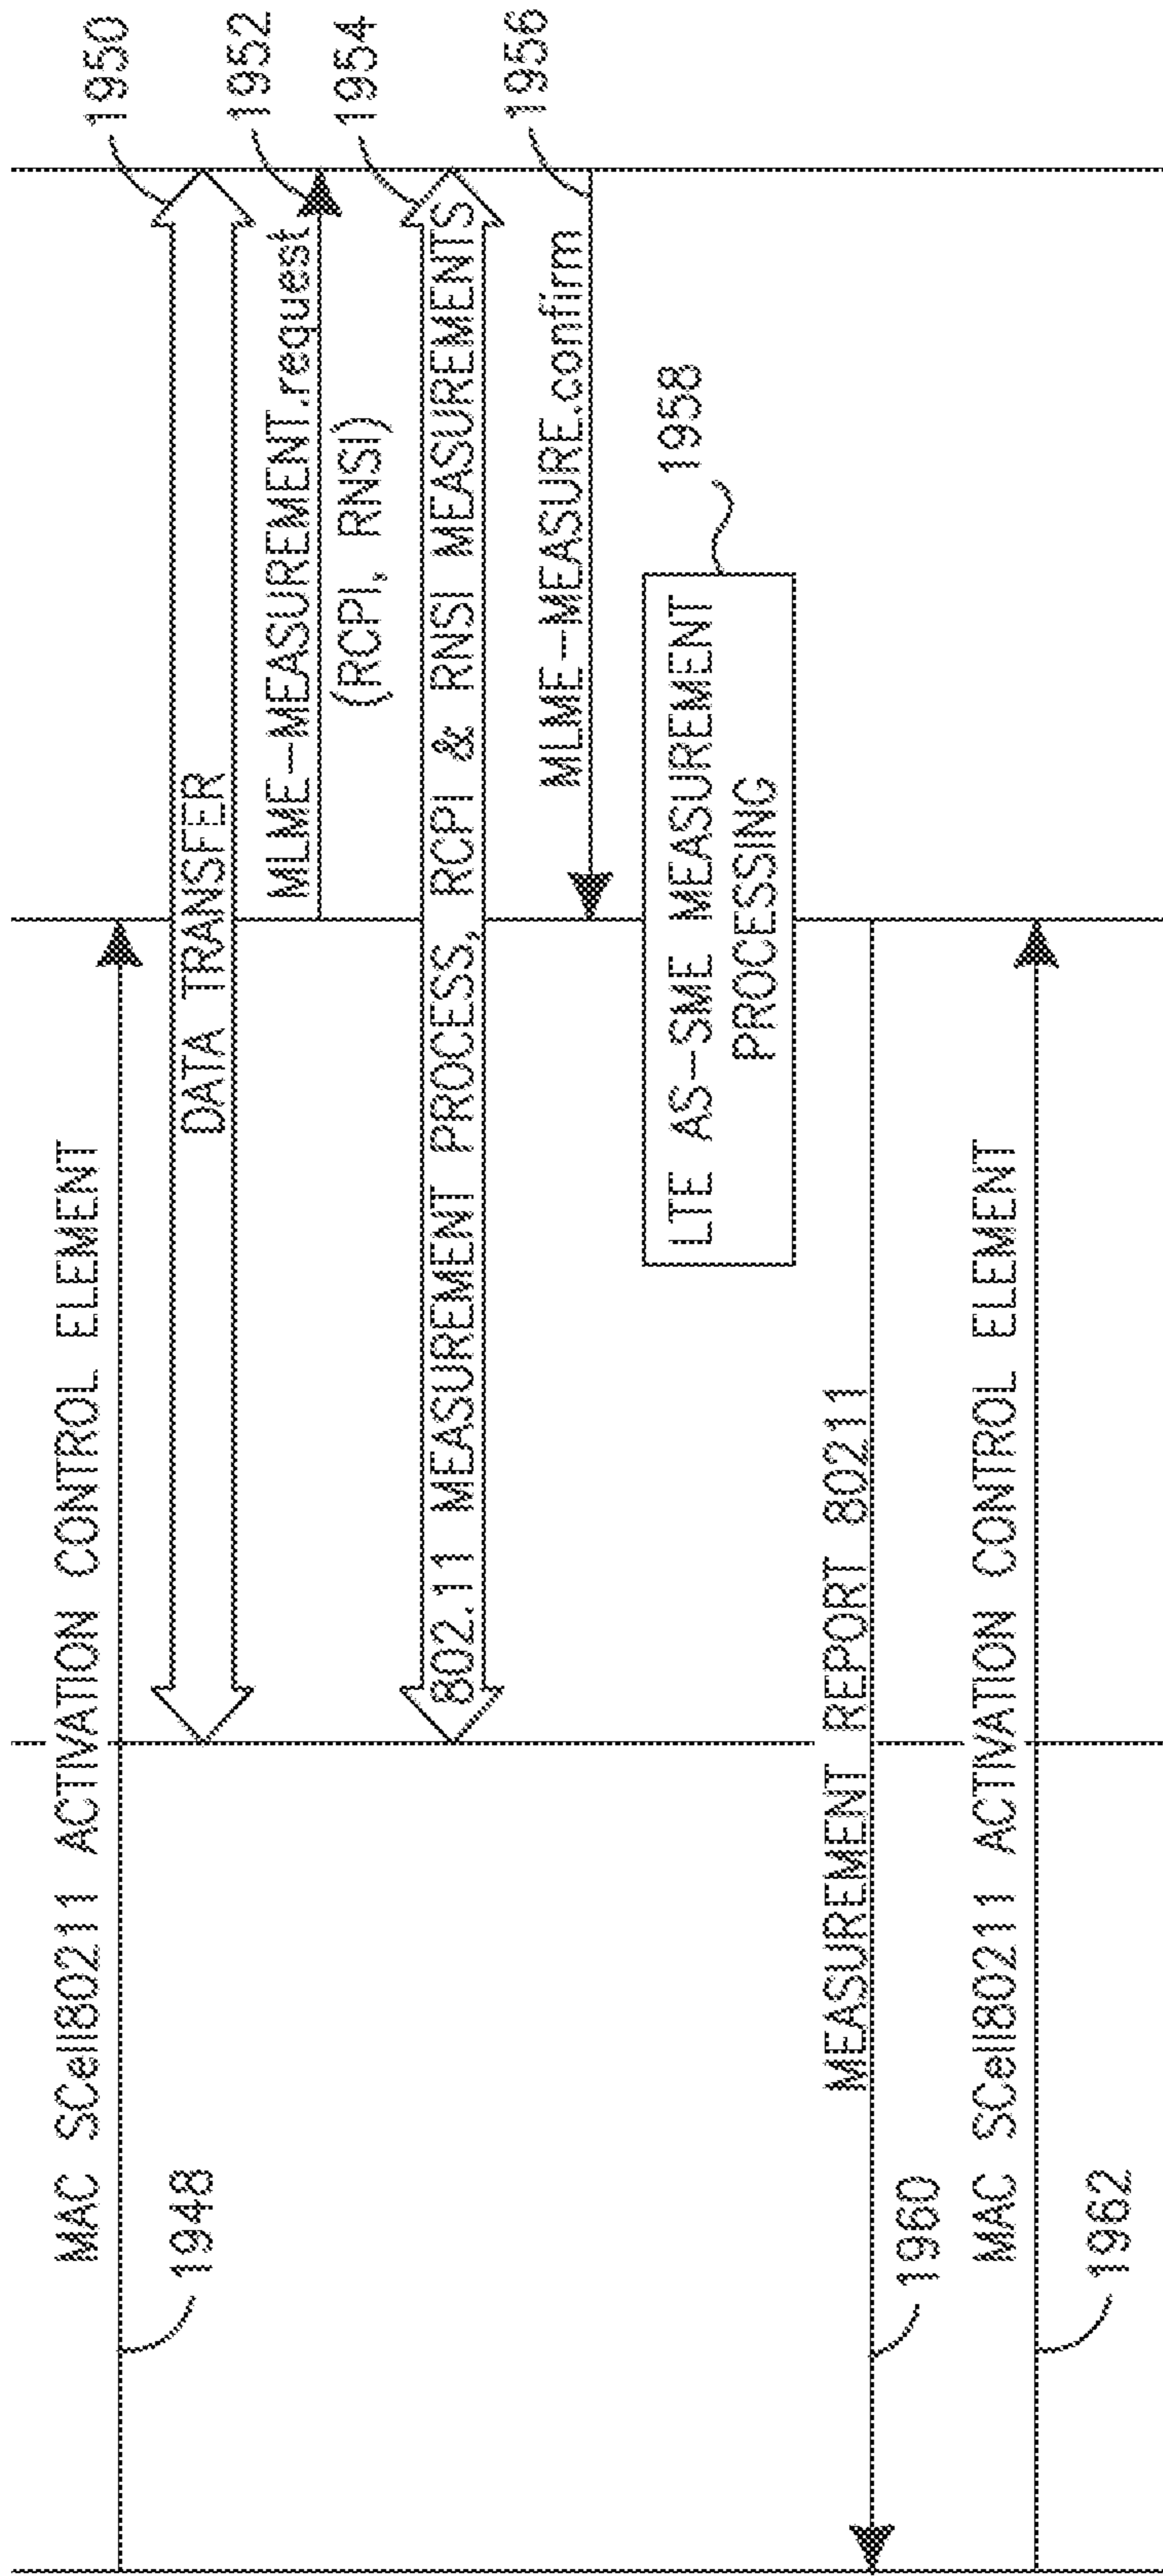 MAC SCell80211 ACTIVATION CONTROL ELEMENT
1948
DATA TRANSFER
1950
MLME-MEASUREMENT.request
(RCPI, RNSI)
1952
802.11 MEASUREMENT PROCESS, RCPI & RNSI MEASUREMENTS
1954
MLME-MEASURE.confirm
1956
LTE AS-SME MEASUREMENT
PROCESSING
1958
MEASUREMENT REPORT 80211
1960
MAC SCell80211 ACTIVATION CONTROL ELEMENT
1962